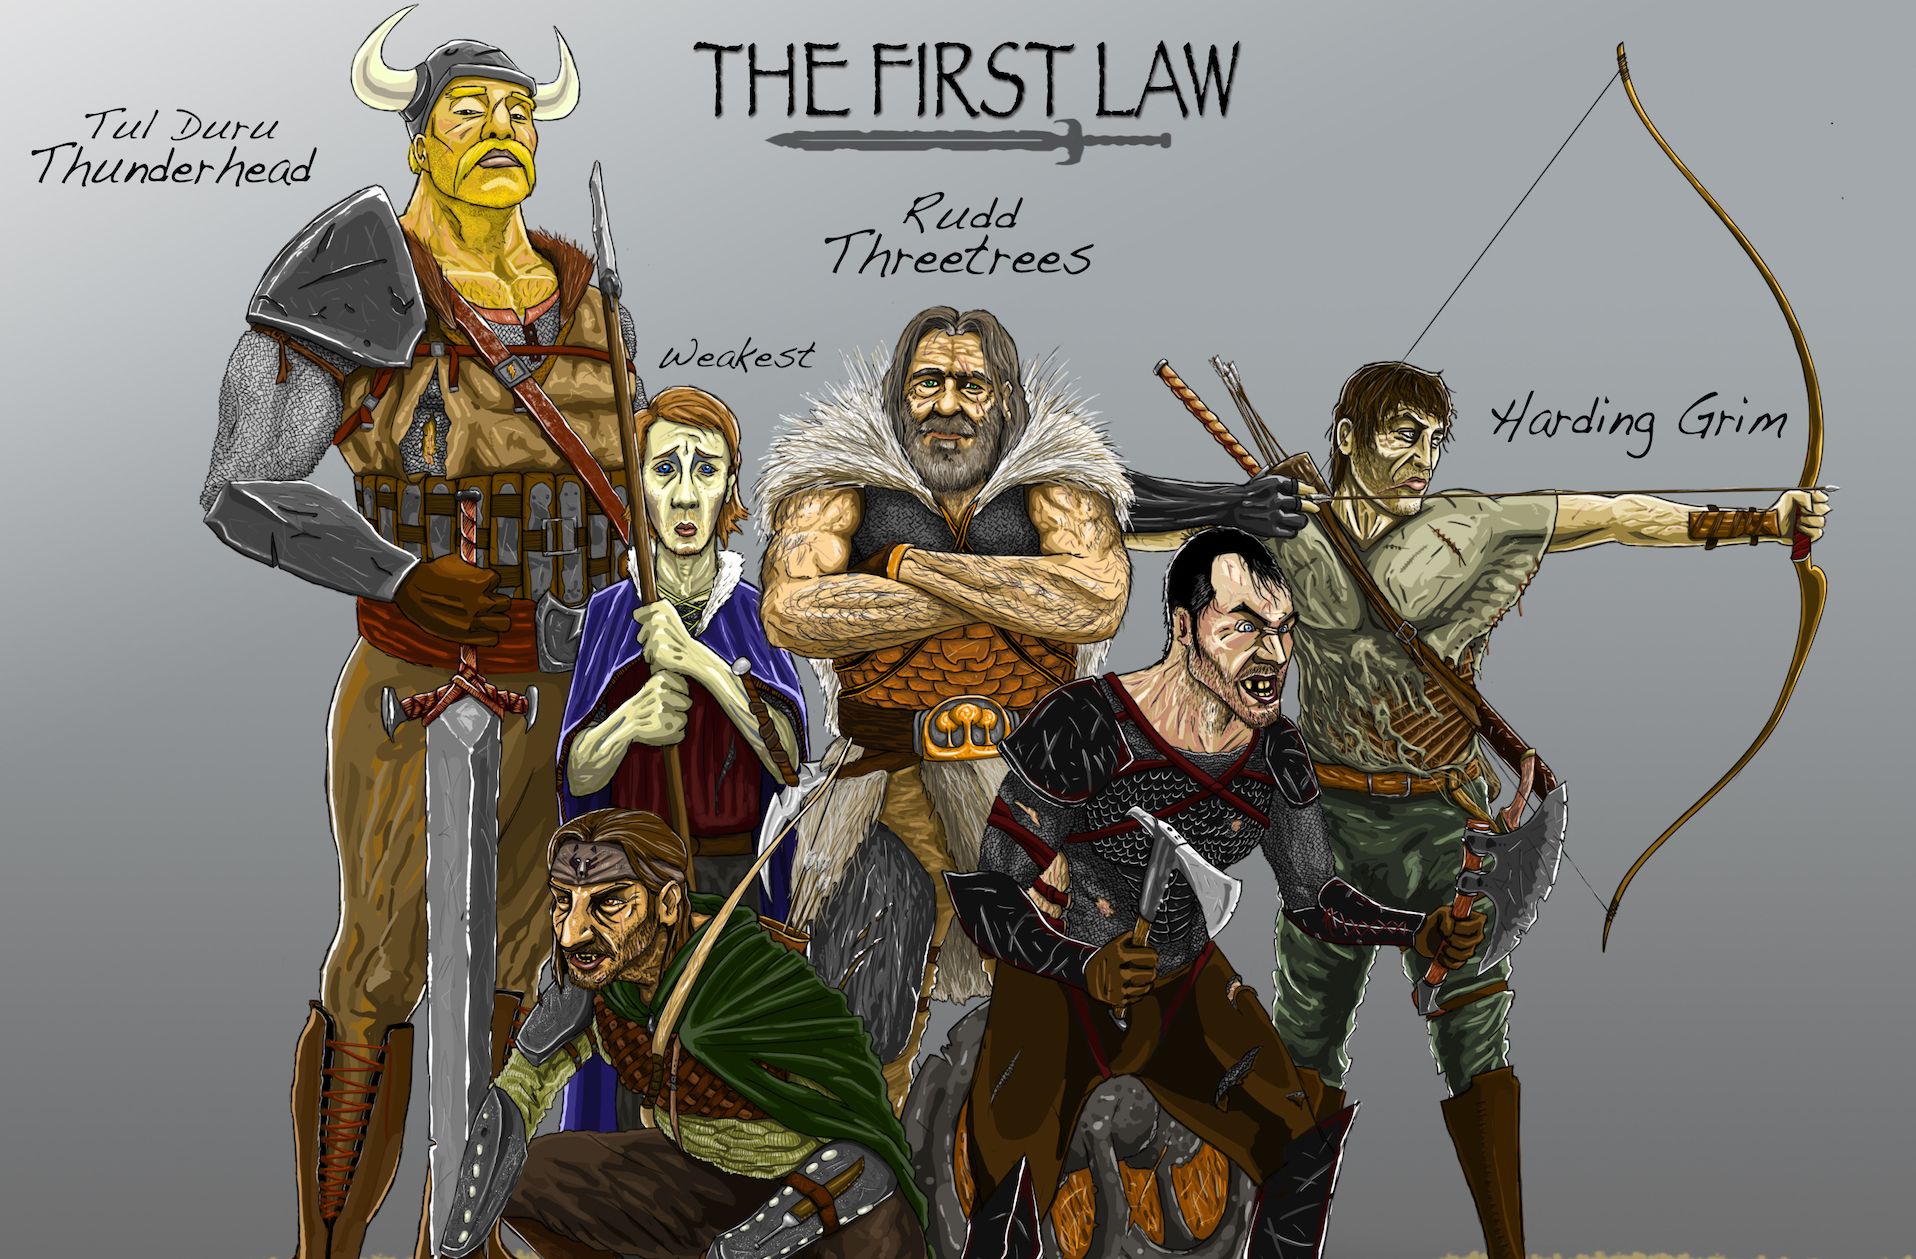 THE FIRST LAW
Tul Duru
Thunderhead
Rudd
Threetrees
Weakest
Harding Grim